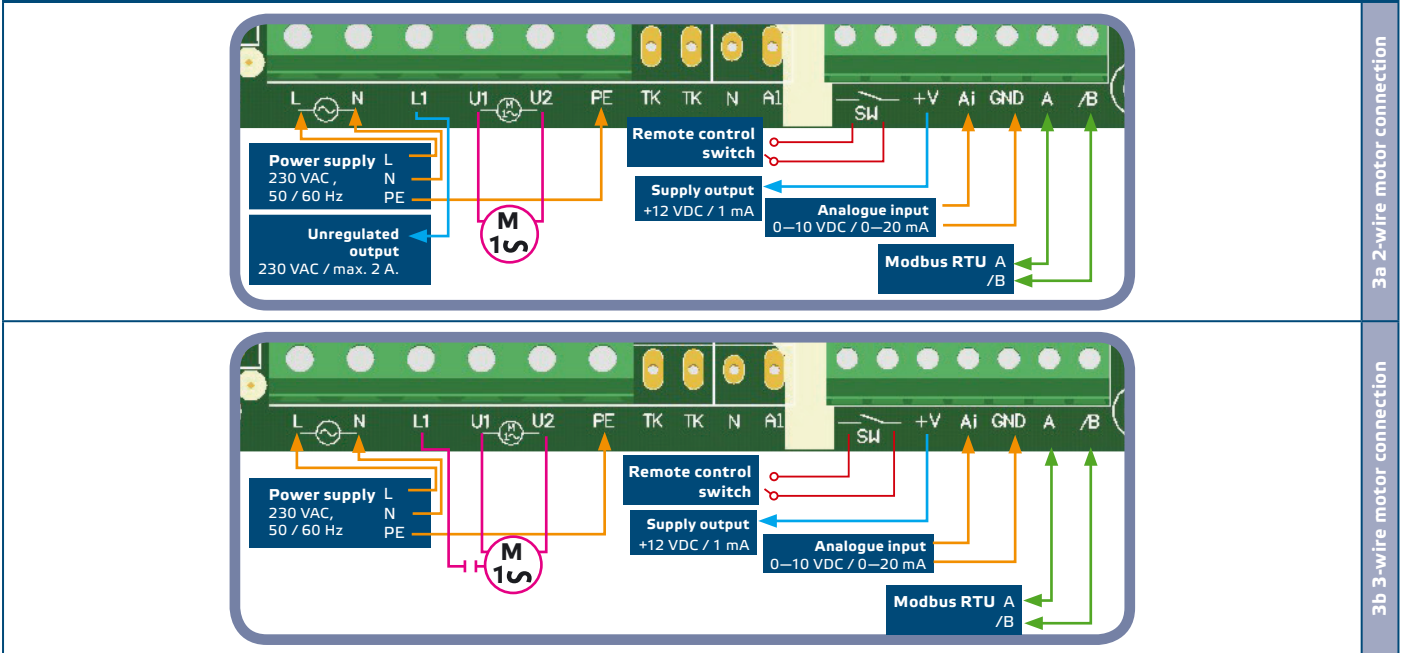 L N L1 U1 M 1~ U2 PE TK TK N A1 SW +V Ai GND A /B
Power supply L
230 VAC , N
50 / 60 Hz PE
Unregulated
output
230 VAC / max. 2 A.
M
1
Remote control
switch
Supply output
+12 VDC / 1 mA
Analogue input
0—10 VDC / 0—20 mA
Modbus RTU A
/B
3a 2-wire motor connection
L N L1 U1 M 1~ U2 PE TK TK N A1 SW +V Ai GND A /B
Power supply L
230 VAC, N
50 / 60 Hz PE
M
1
Remote control
switch
Supply output
+12 VDC / 1 mA
Analogue input
0—10 VDC / 0—20 mA
Modbus RTU A
/B
3b 3-wire motor connection